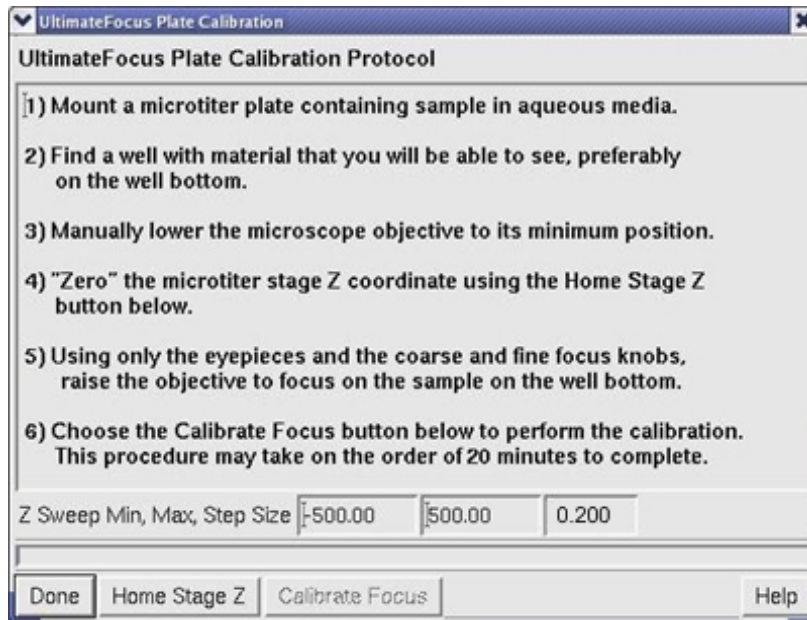 UltimateFocus Plate Calibration
UltimateFocus Plate Calibration Protocol
1) Mount a microtiter plate containing sample in aqueous media.
2) Find a well with material that you will be able to see, preferably
on the well bottom.
3) Manually lower the microscope objective to its minimum position.
4) "Zero" the microtiter stage Z coordinate using the Home Stage Z
button below.
5) Using only the eyepieces and the coarse and fine focus knobs,
raise the objective to focus on the sample on the well bottom.
6) Choose the Calibrate Focus button below to perform the calibration.
This procedure may take on the order of 20 minutes to complete.
Z Sweep Min, Max, Step Size -500.00 500.00 0.200
Done Home Stage Z Calibrate Focus Help